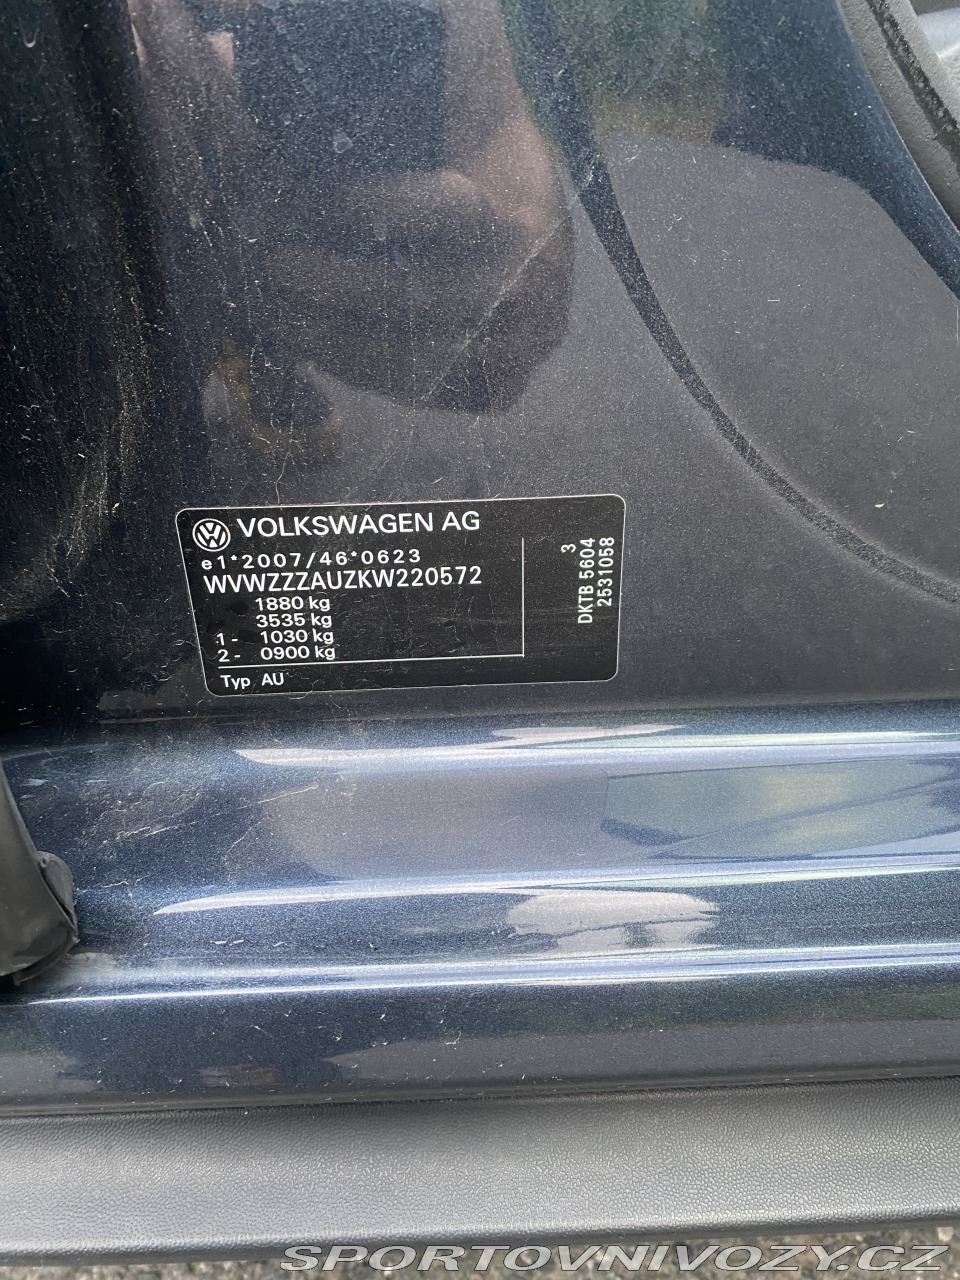 VOLKSWAGEN AG
e1*2007/46*0623
WVWZZZAUZKW220572
1880 kg
3535 kg
1- 1030 kg
2- 0900 kg
Typ AU
3
DKTB 5604
2531058
SPORTOVNIVOZY.CZ